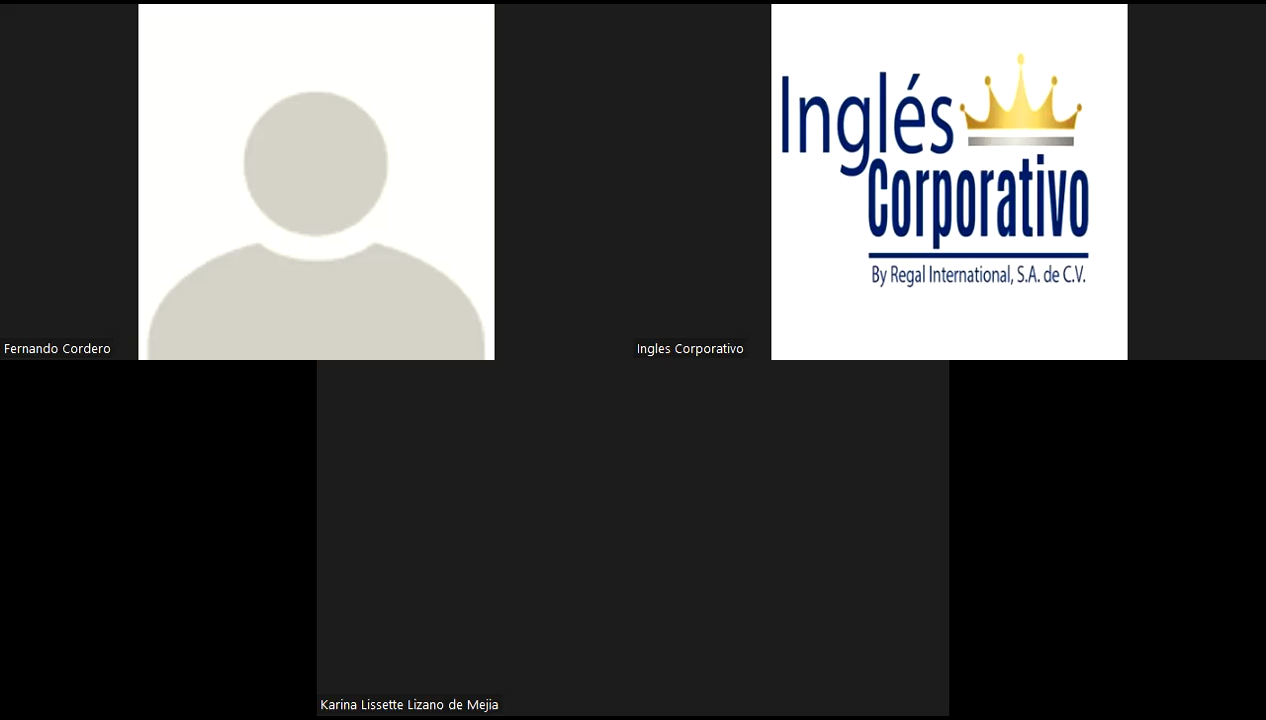 Inglés
Corporativo
By Regal International, S.A. de C.V.
Fernando Cordero
Ingles Corporativo
Karina Lissette Lizano de Mejia